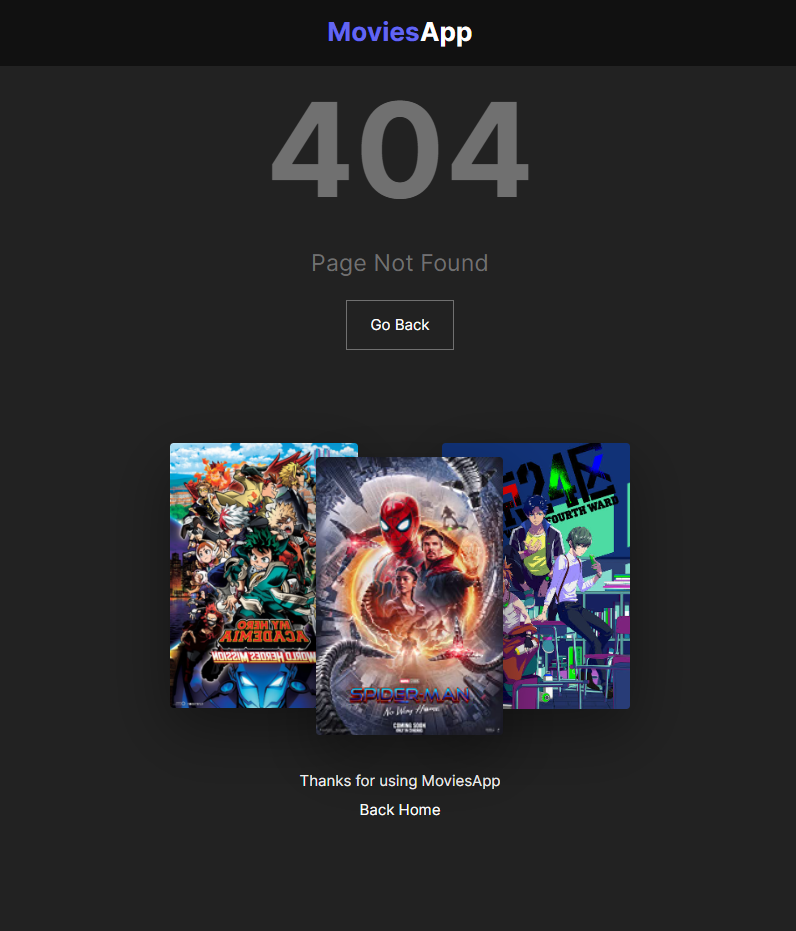 MoviesApp
404
Page Not Found
Go Back
MY HERO
ACADEMIA
WORLD HEROES MISSION
SPIDER-MAN
No Way Home
COMING SOON
ONLY IN CINEMAS
FOURTH WARD
Thanks for using MoviesApp
Back Home